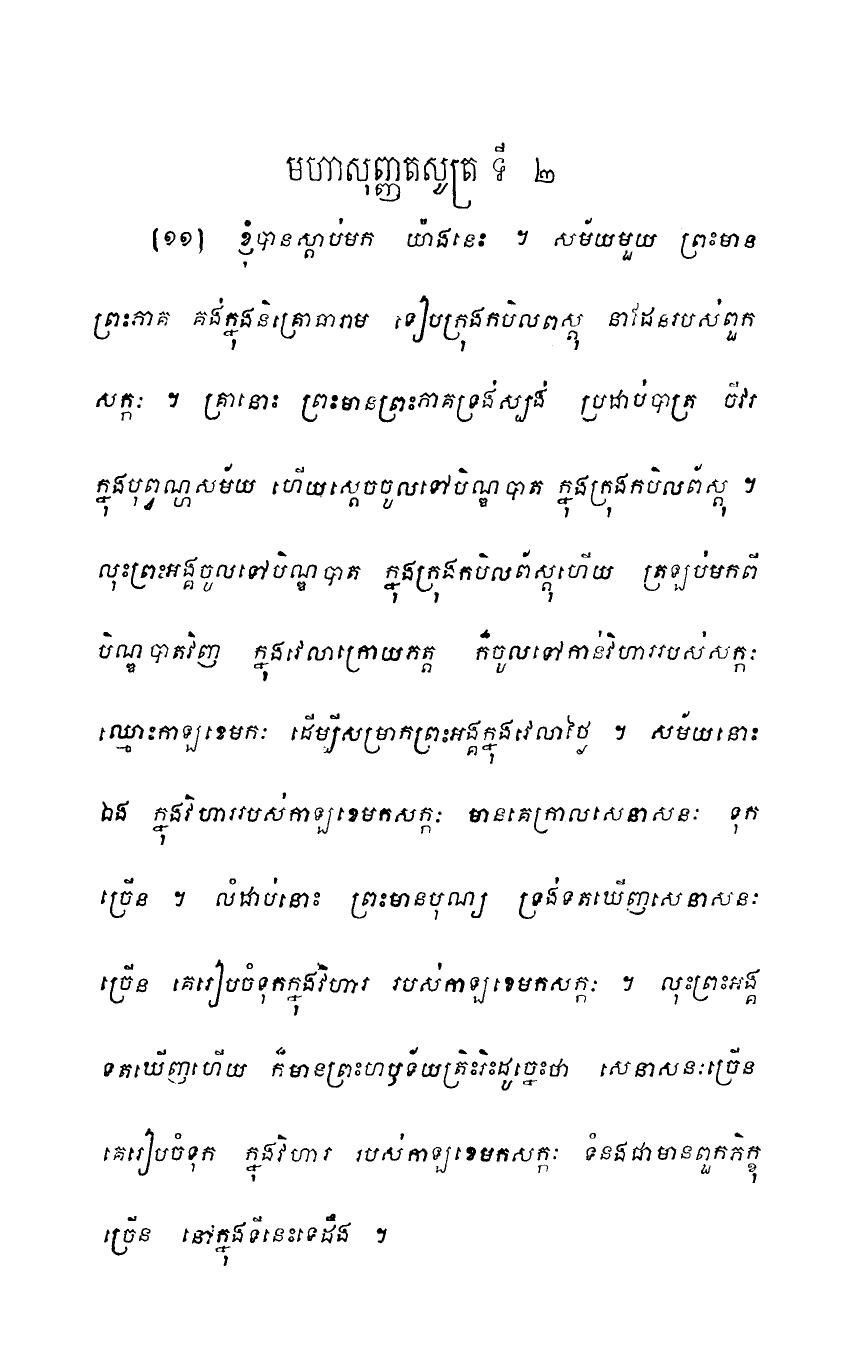 មហាសុញ្ញតសូត្រ ទី ២
(១១) ខ្ញុំបានស្តាប់មក យ៉ាងនេះ ។ សម័យមួយ ព្រះមាន
ព្រះភាគ គង់ក្នុងនិគ្រោធារាម ទៀបក្រុងកបិលពស្តុ នាដែនរបស់ពួក
សក្កៈ ។ គ្រានោះ ព្រះមានព្រះភាគទ្រង់ស្បង់ ប្រដាប់បាត្រ ចីវរ
ក្នុងបុព្វណ្ហសម័យ ហើយស្តេចចូលទៅបិណ្ឌបាត ក្នុងក្រុងកបិលព័ស្តុ ។
លុះព្រះអង្គចូលទៅបិណ្ឌបាត ក្នុងក្រុងកបិលព័ស្តុហើយ ត្រឡប់មកពី
បិណ្ឌបាតវិញ ក្នុងវេលាក្រោយភត្ត ក៏ចូលទៅកាន់វិហាររបស់សក្កៈ
ឈ្មោះកាឡខេមកៈ ដើម្បីសម្រាកព្រះអង្គក្នុងវេលាថ្ងៃ ។ សម័យនោះ
ឯង ក្នុងវិហាររបស់កាឡខេមកសក្កៈ មានគេក្រាលសេនាសនៈ ទុក
ច្រើន ។ លំដាប់នោះ ព្រះមានបុណ្យ ទ្រង់ទតឃើញសេនាសនៈ
ច្រើន គេរៀបចំទុកក្នុងវិហារ របស់កាឡខេមកសក្កៈ ។ លុះព្រះអង្គ
ទតឃើញហើយ ក៏មានព្រះហឫទ័យត្រិះរិះដូច្នេះថា សេនាសនៈច្រើន
គេរៀបចំទុក ក្នុងវិហារ របស់កាឡខេមកសក្កៈ ទំនងជាមានពួកភិក្ខុ
ច្រើន នៅក្នុងទីនេះទេដឹង ។